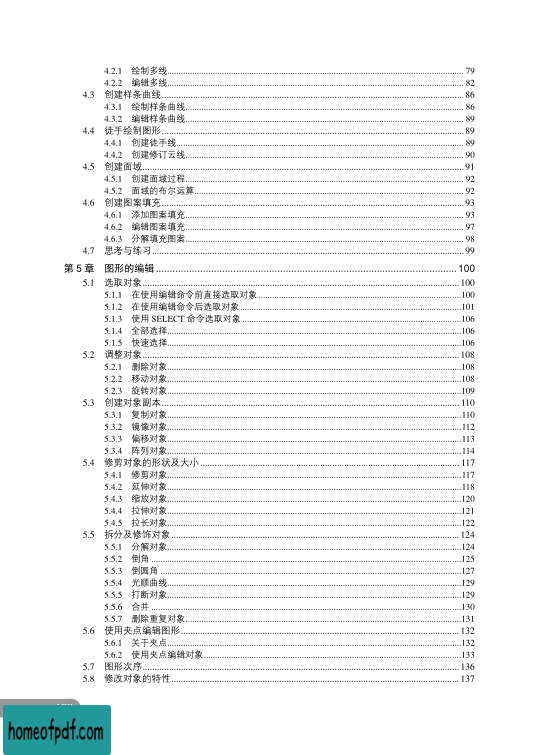 4.2.1 绘制多线 79
4.2.2 编辑多线 82
4.3 创建样条曲线 86
4.3.1 绘制样条曲线 86
4.3.2 编辑样条曲线 89
4.4 徒手绘制图形 89
4.4.1 创建徒手线 89
4.4.2 创建修订云线 90
4.5 创建面域 91
4.5.1 创建面域过程 92
4.5.2 面域的布尔运算 92
4.6 创建图案填充 93
4.6.1 添加图案填充 93
4.6.2 编辑图案填充 97
4.6.3 分解填充图案 98
4.7 思考与练习 99
第 5 章 图形的编辑 100
5.1 选取对象 100
5.1.1 在使用编辑命令前直接选取对象 100
5.1.2 在使用编辑命令后选取对象 101
5.1.3 使用 SELECT 命令选取对象 106
5.1.4 全部选择 106
5.1.5 快速选择 106
5.2 调整对象 108
5.2.1 删除对象 108
5.2.2 移动对象 108
5.2.3 旋转对象 109
5.3 创建对象副本 110
5.3.1 复制对象 110
5.3.2 镜像对象 112
5.3.3 偏移对象 113
5.3.4 阵列对象 114
5.4 修剪对象的形状及大小 117
5.4.1 修剪对象 117
5.4.2 延伸对象 118
5.4.3 缩放对象 120
5.4.4 拉伸对象 121
5.4.5 拉长对象 122
5.5 拆分及修饰对象 124
5.5.1 分解对象 124
5.5.2 倒角 125
5.5.3 倒圆角 127
5.5.4 光顺曲线 129
5.5.5 打断对象 129
5.5.6 合并 130
5.5.7 删除重复对象 131
5.6 使用夹点编辑图形 132
5.6.1 关于夹点 132
5.6.2 使用夹点编辑对象 133
5.7 图形次序 136
5.8 修改对象的特性 137
homeofpdf.com